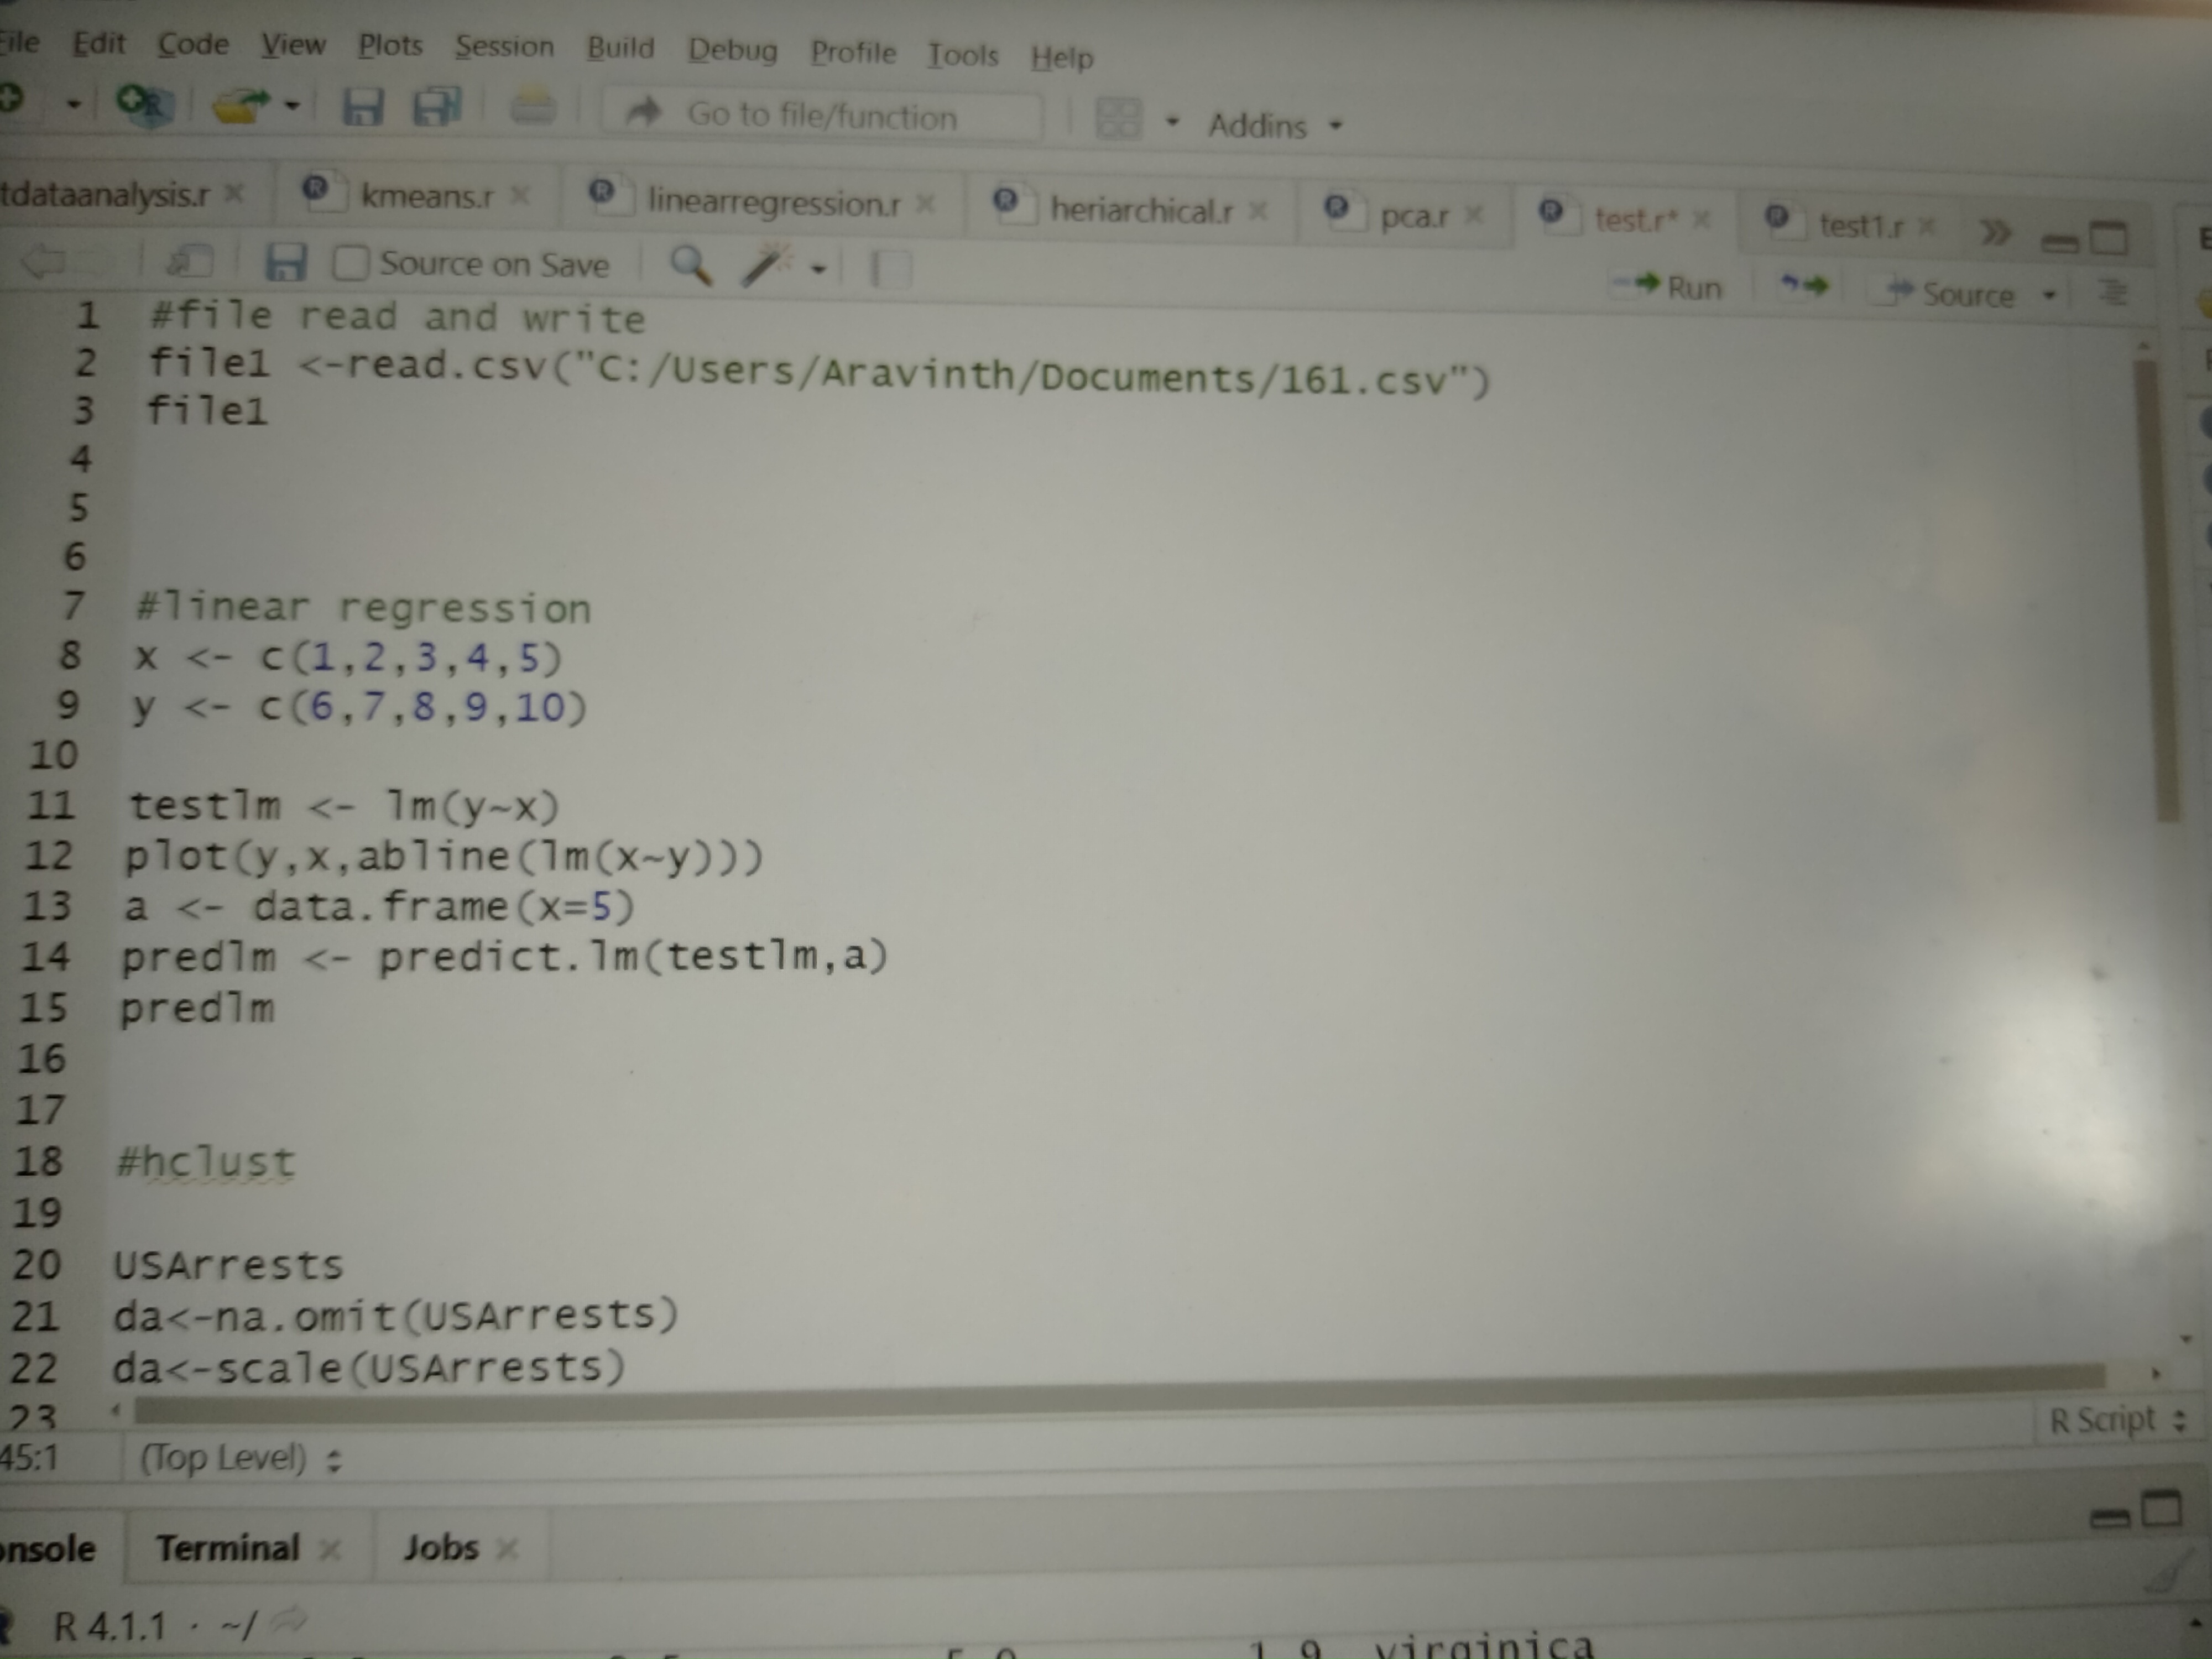 File Edit Code View Plots Session Build Debug Profile Tools Help
Go to file/function Addins
tdataanalysis.r kmeans.r linearregression.r heriarchical.r pca.r test.r* test1.r
Source on Save Run Source
1 #file read and write
2 file1 <-read.csv("C:/Users/Aravinth/Documents/161.csv")
3 file1
4
5
6
7 #linear regression
8 x <- c(1,2,3,4,5)
9 y <- c(6,7,8,9,10)
10
11 testlm <- lm(y~x)
12 plot(y,x,abline(lm(x~y)))
13 a <- data.frame(x=5)
14 predlm <- predict.lm(testlm,a)
15 predlm
16
17
18 #hclust
19
20 USArrests
21 da<-na.omit(USArrests)
22 da<-scale(USArrests)
23
45:1 (Top Level) R Script
onsole Terminal Jobs
R 4.1.1 · ~/
5.0 1.9 virginica